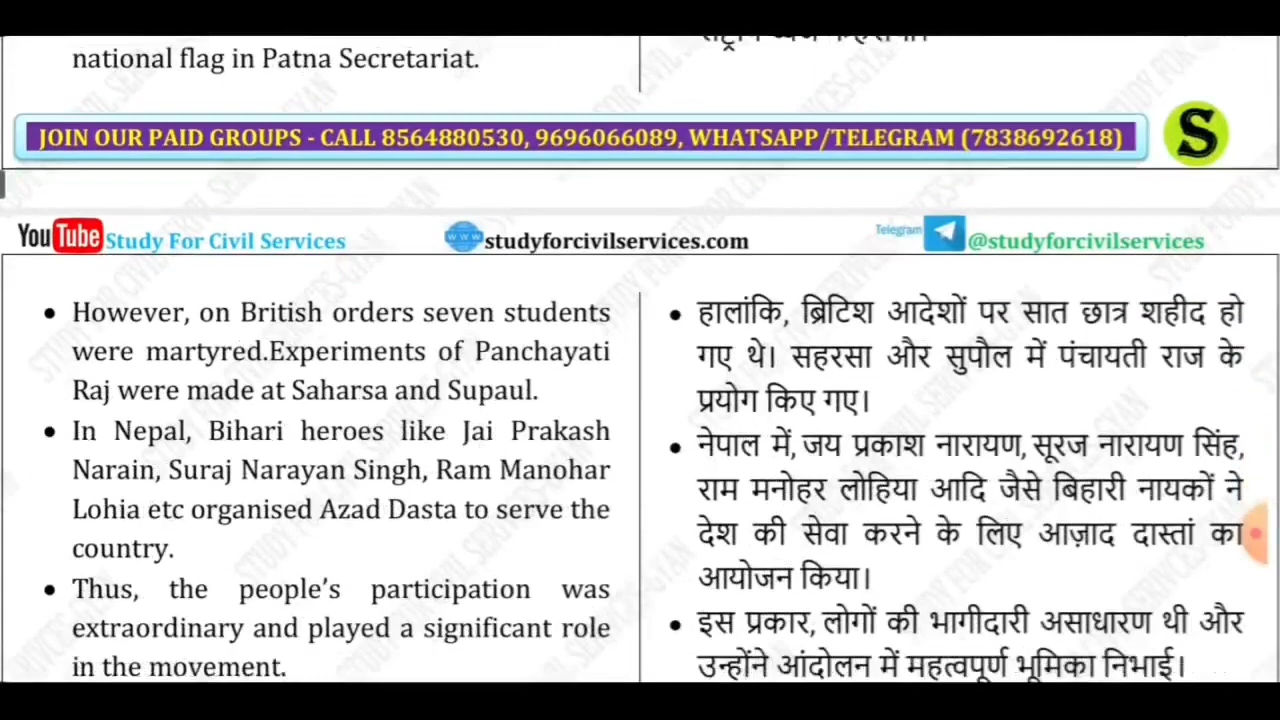 national flag in Patna Secretariat.
JOIN OUR PAID GROUPS - CALL 8564880530, 9696066089, WHATSAPP/TELEGRAM (7838692618)
S
YouTube Study For Civil Services
www studyforcivilservices.com
Telegram @studyforcivilservices
• However, on British orders seven students
were martyred.Experiments of Panchayati
Raj were made at Saharsa and Supaul.
• In Nepal, Bihari heroes like Jai Prakash
Narain, Suraj Narayan Singh, Ram Manohar
Lohia etc organised Azad Dasta to serve the
country.
• Thus, the people’s participation was
extraordinary and played a significant role
in the movement.
• हालांकि, ब्रिटिश आदेशों पर सात छात्र शहीद हो
गए थे। सहरसा और सुपौल में पंचायती राज के
प्रयोग किए गए।
• नेपाल में, जय प्रकाश नारायण, सूरज नारायण सिंह,
राम मनोहर लोहिया आदि जैसे बिहारी नायकों ने
देश की सेवा करने के लिए आज़ाद दास्तां का
आयोजन किया।
• इस प्रकार, लोगों की भागीदारी असाधारण थी और
उन्होंने आंदोलन में महत्वपूर्ण भूमिका निभाई।